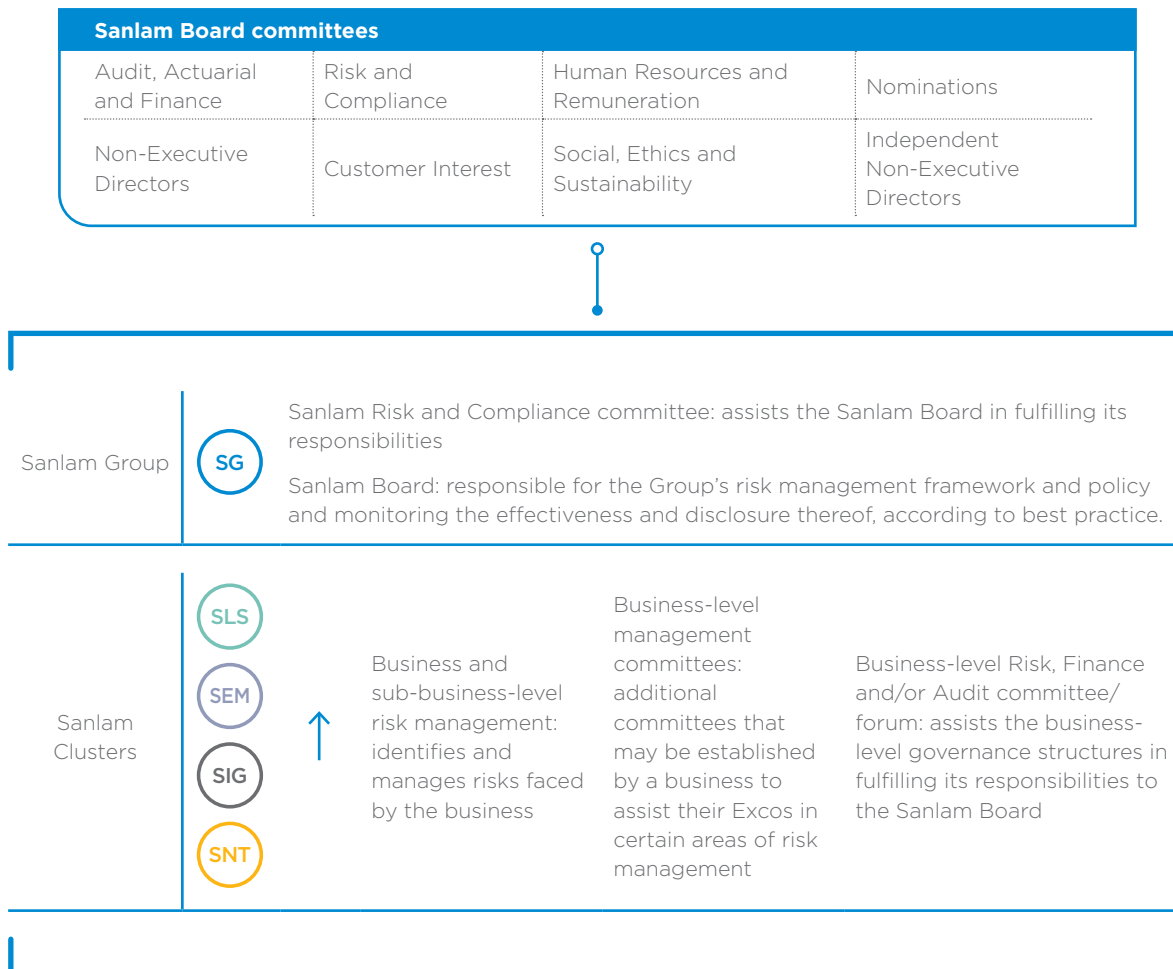 Sanlam Board committees
Audit, Actuarial
and Finance
Risk and
Compliance
Human Resources and
Remuneration
Nominations
Non-Executive
Directors
Customer Interest
Social, Ethics and
Sustainability
Independent
Non-Executive
Directors
Sanlam Group
SG
Sanlam Risk and Compliance committee: assists the Sanlam Board in fulfilling its
responsibilities
Sanlam Board: responsible for the Group’s risk management framework and policy
and monitoring the effectiveness and disclosure thereof, according to best practice.
Sanlam
Clusters
SLS
SEM
SIG
SNT
Business and
sub-business-level
risk management:
identifies and
manages risks faced
by the business
Business-level
management
committees:
additional
committees that
may be established
by a business to
assist their Excos in
certain areas of risk
management
Business-level Risk, Finance
and/or Audit committee/
forum: assists the business-
level governance structures in
fulfilling its responsibilities to
the Sanlam Board